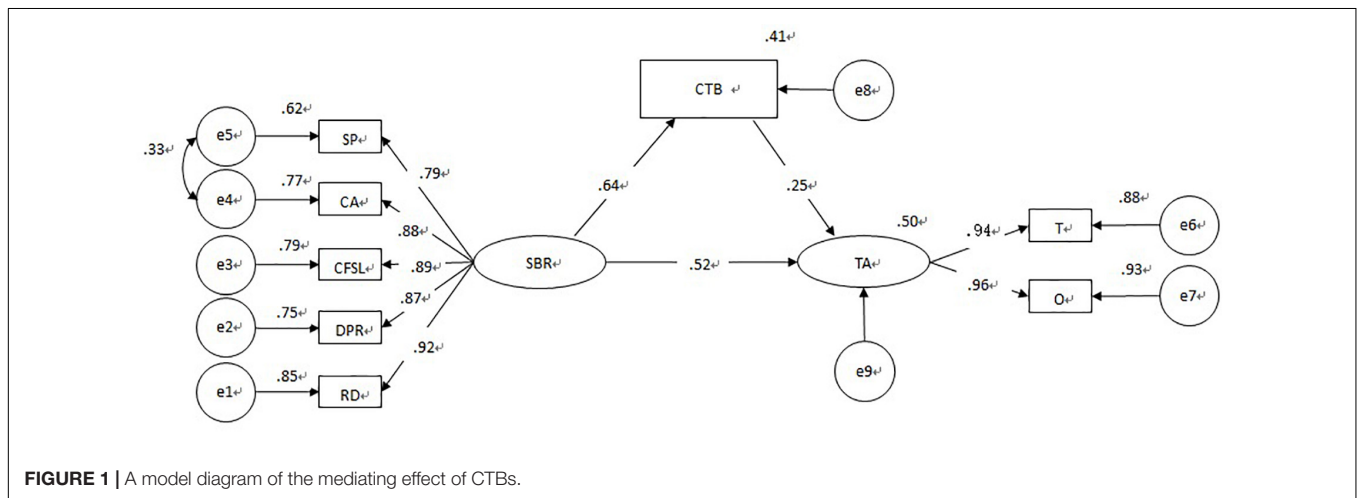 .41↵
CTB ↵
e8↵
.62↵
e5↵
SP↵
.33↵
.79↵
.77↵
e4↵
CA↵
.64↵
.25↵
.88↵
.88↵
.50↵
T↵
e6↵
.94↵
.79↵
e3↵
CFSL↵
.89↵
SBR↵
.52↵
TA↵
.96↵
.93↵
O↵
e7↵
.87↵
.75↵
e2↵
DPR↵
.92↵
.85↵
e1↵
RD↵
e9↵
FIGURE 1 | A model diagram of the mediating effect of CTBs.